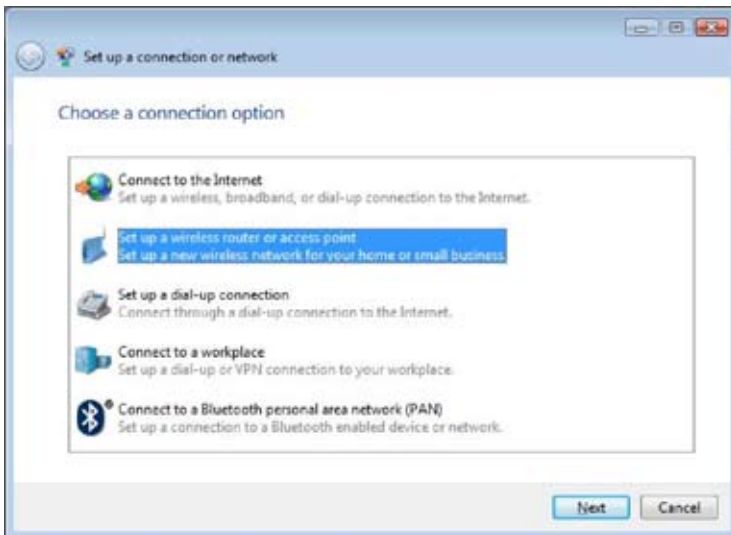 Set up a connection or network
Choose a connection option
Connect to the Internet
Set up a wireless, broadband, or dial-up connection to the Internet.
Set up a wireless router or access point
Set up a new wireless network for your home or small business.
Set up a dial-up connection
Connect through a dial-up connection to the Internet.
Connect to a workplace
Set up a dial-up or VPN connection to your workplace.
Connect to a Bluetooth personal area network (PAN)
Set up a connection to a Bluetooth enabled device or network.
Next Cancel